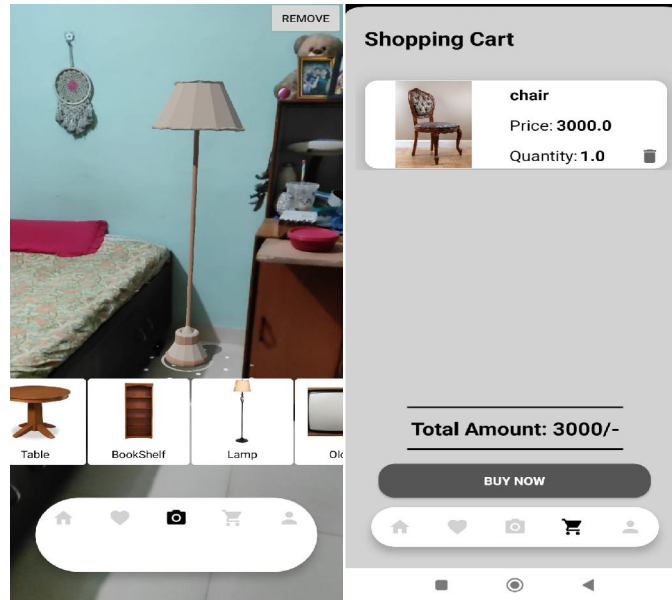 REMOVE
Table
BookShelf
Lamp
Shopping Cart
chair
Price: 3000.0
Quantity: 1.0
Total Amount: 3000/-
BUY NOW